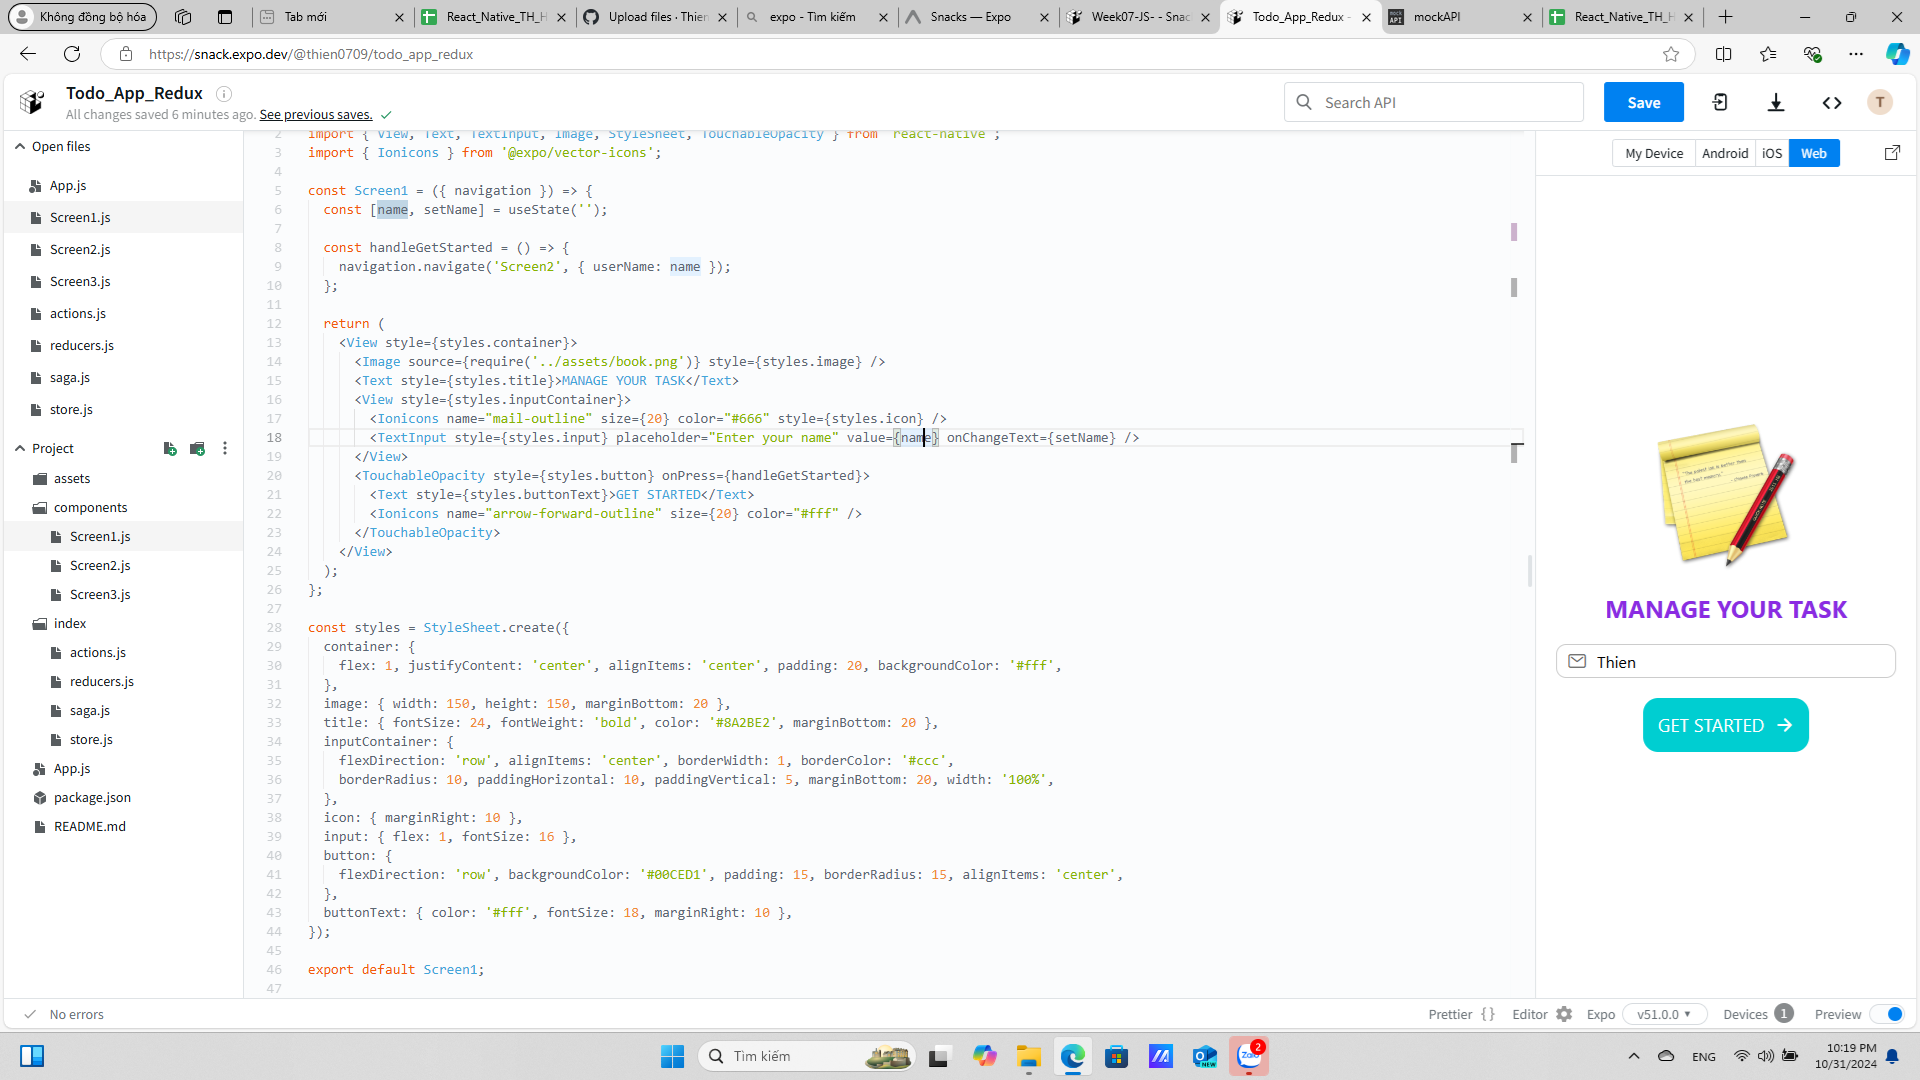 Không đồng bộ hóa
Tab mới
React_Native_TH_H
Upload files · Thien
expo - Tìm kiếm
Snacks — Expo
Week07-JS- - Snac
Todo_App_Redux -
mockAPI
React_Native_TH_H
https://snack.expo.dev/@thien0709/todo_app_redux
Todo_App_Redux
All changes saved 6 minutes ago. See previous saves.
Search API
Save
T
Open files
App.js
Screen1.js
Screen2.js
Screen3.js
actions.js
reducers.js
saga.js
store.js
Project
assets
components
Screen1.js
Screen2.js
Screen3.js
index
actions.js
reducers.js
saga.js
store.js
App.js
package.json
README.md
2 import { View, Text, TextInput, Image, StyleSheet, TouchableOpacity } from 'react-native';
3 import { Ionicons } from '@expo/vector-icons';
4
5 const Screen1 = ({ navigation }) => {
6 const [name, setName] = useState('');
7
8 const handleGetStarted = () => {
9 navigation.navigate('Screen2', { userName: name });
10 };
11
12 return (
13 <View style={styles.container}>
14 <Image source={require('../assets/book.png')} style={styles.image} />
15 <Text style={styles.title}>MANAGE YOUR TASK</Text>
16 <View style={styles.inputContainer}>
17 <Ionicons name="mail-outline" size={20} color="#666" style={styles.icon} />
18 <TextInput style={styles.input} placeholder="Enter your name" value={name} onChangeText={setName} />
19 </View>
20 <TouchableOpacity style={styles.button} onPress={handleGetStarted}>
21 <Text style={styles.buttonText}>GET STARTED</Text>
22 <Ionicons name="arrow-forward-outline" size={20} color="#fff" />
23 </TouchableOpacity>
24 </View>
25 );
26 };
27
28 const styles = StyleSheet.create({
29 container: {
30 flex: 1, justifyContent: 'center', alignItems: 'center', padding: 20, backgroundColor: '#fff',
31 },
32 image: { width: 150, height: 150, marginBottom: 20 },
33 title: { fontSize: 24, fontWeight: 'bold', color: '#8A2BE2', marginBottom: 20 },
34 inputContainer: {
35 flexDirection: 'row', alignItems: 'center', borderWidth: 1, borderColor: '#ccc',
36 borderRadius: 10, paddingHorizontal: 10, paddingVertical: 5, marginBottom: 20, width: '100%',
37 },
38 icon: { marginRight: 10 },
39 input: { flex: 1, fontSize: 16 },
40 button: {
41 flexDirection: 'row', backgroundColor: '#00CED1', padding: 15, borderRadius: 15, alignItems: 'center',
42 },
43 buttonText: { color: '#fff', fontSize: 18, marginRight: 10 },
44 });
45
46 export default Screen1;
47
My Device
Android
iOS
Web
MANAGE YOUR TASK
Thien
GET STARTED
No errors
Prettier { }
Editor
Expo
v51.0.0
Devices 1
Preview
Tìm kiếm
NEW
Zalo
2
ENG
10:19 PM
10/31/2024